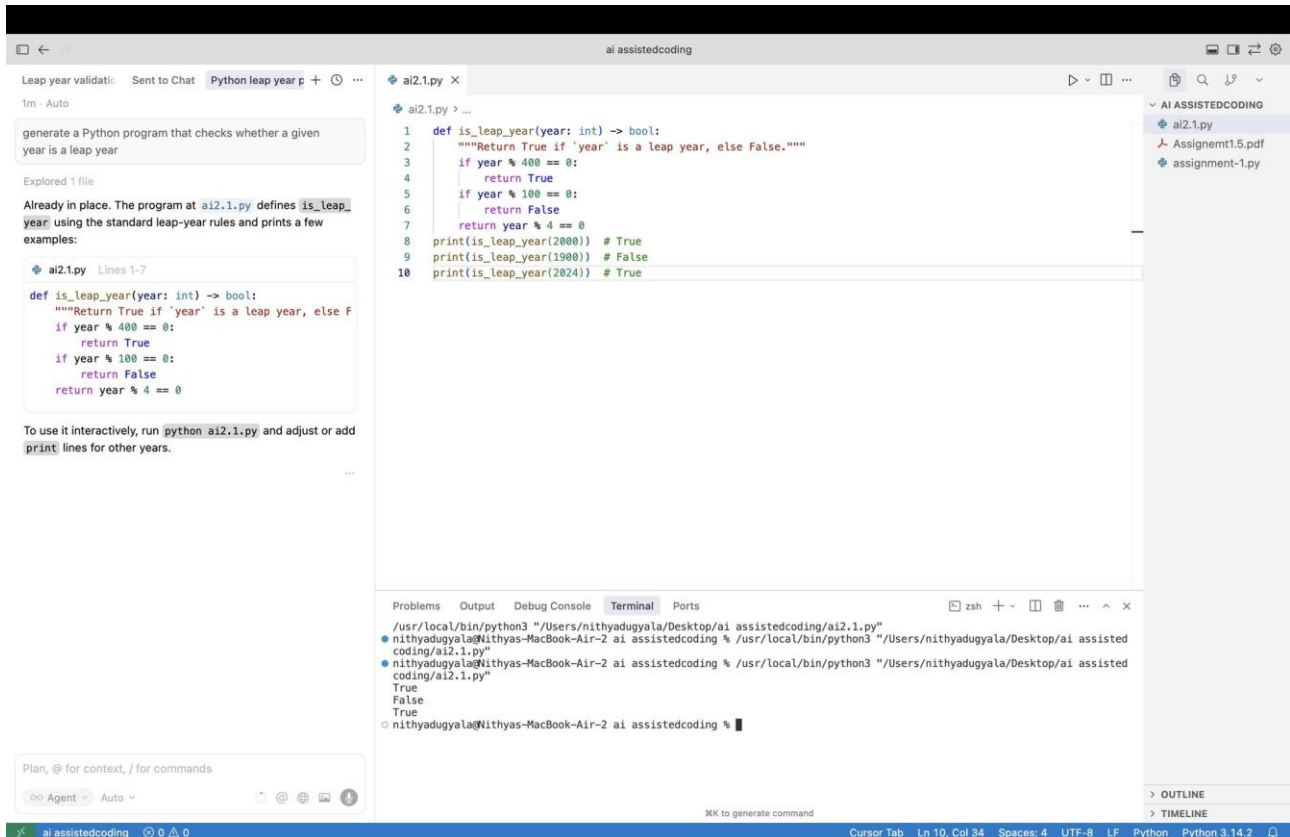 ai assistedcoding
Leap year validatic Sent to Chat Python leap year p
1m · Auto
generate a Python program that checks whether a given
year is a leap year
Explored 1 file
Already in place. The program at ai2.1.py defines is_leap_
year using the standard leap-year rules and prints a few
examples:
ai2.1.py Lines 1-7
def is_leap_year(year: int) -> bool:
    """Return True if `year` is a leap year, else F
    if year % 400 == 0:
        return True
    if year % 100 == 0:
        return False
    return year % 4 == 0
To use it interactively, run python ai2.1.py and adjust or add
print lines for other years.
Plan, @ for context, / for commands
Agent Auto
ai2.1.py
ai2.1.py > ...
1 def is_leap_year(year: int) -> bool:
2     """Return True if `year` is a leap year, else False."""
3     if year % 400 == 0:
4         return True
5     if year % 100 == 0:
6         return False
7     return year % 4 == 0
8 print(is_leap_year(2000)) # True
9 print(is_leap_year(1900)) # False
10 print(is_leap_year(2024)) # True
Problems Output Debug Console Terminal Ports
zsh
/usr/local/bin/python3 "/Users/nithyadugyala/Desktop/ai assistedcoding/ai2.1.py"
nithyadugyala@Nithyas-MacBook-Air-2 ai assistedcoding % /usr/local/bin/python3 "/Users/nithyadugyala/Desktop/ai assisted
coding/ai2.1.py"
nithyadugyala@Nithyas-MacBook-Air-2 ai assistedcoding % /usr/local/bin/python3 "/Users/nithyadugyala/Desktop/ai assisted
coding/ai2.1.py"
True
False
True
nithyadugyala@Nithyas-MacBook-Air-2 ai assistedcoding %
⌘K to generate command
AI ASSISTEDCODING
ai2.1.py
Assignemt1.5.pdf
assignment-1.py
> OUTLINE
> TIMELINE
ai assistedcoding 0 0
Cursor Tab Ln 10, Col 34 Spaces: 4 UTF-8 LF Python Python 3.14.2